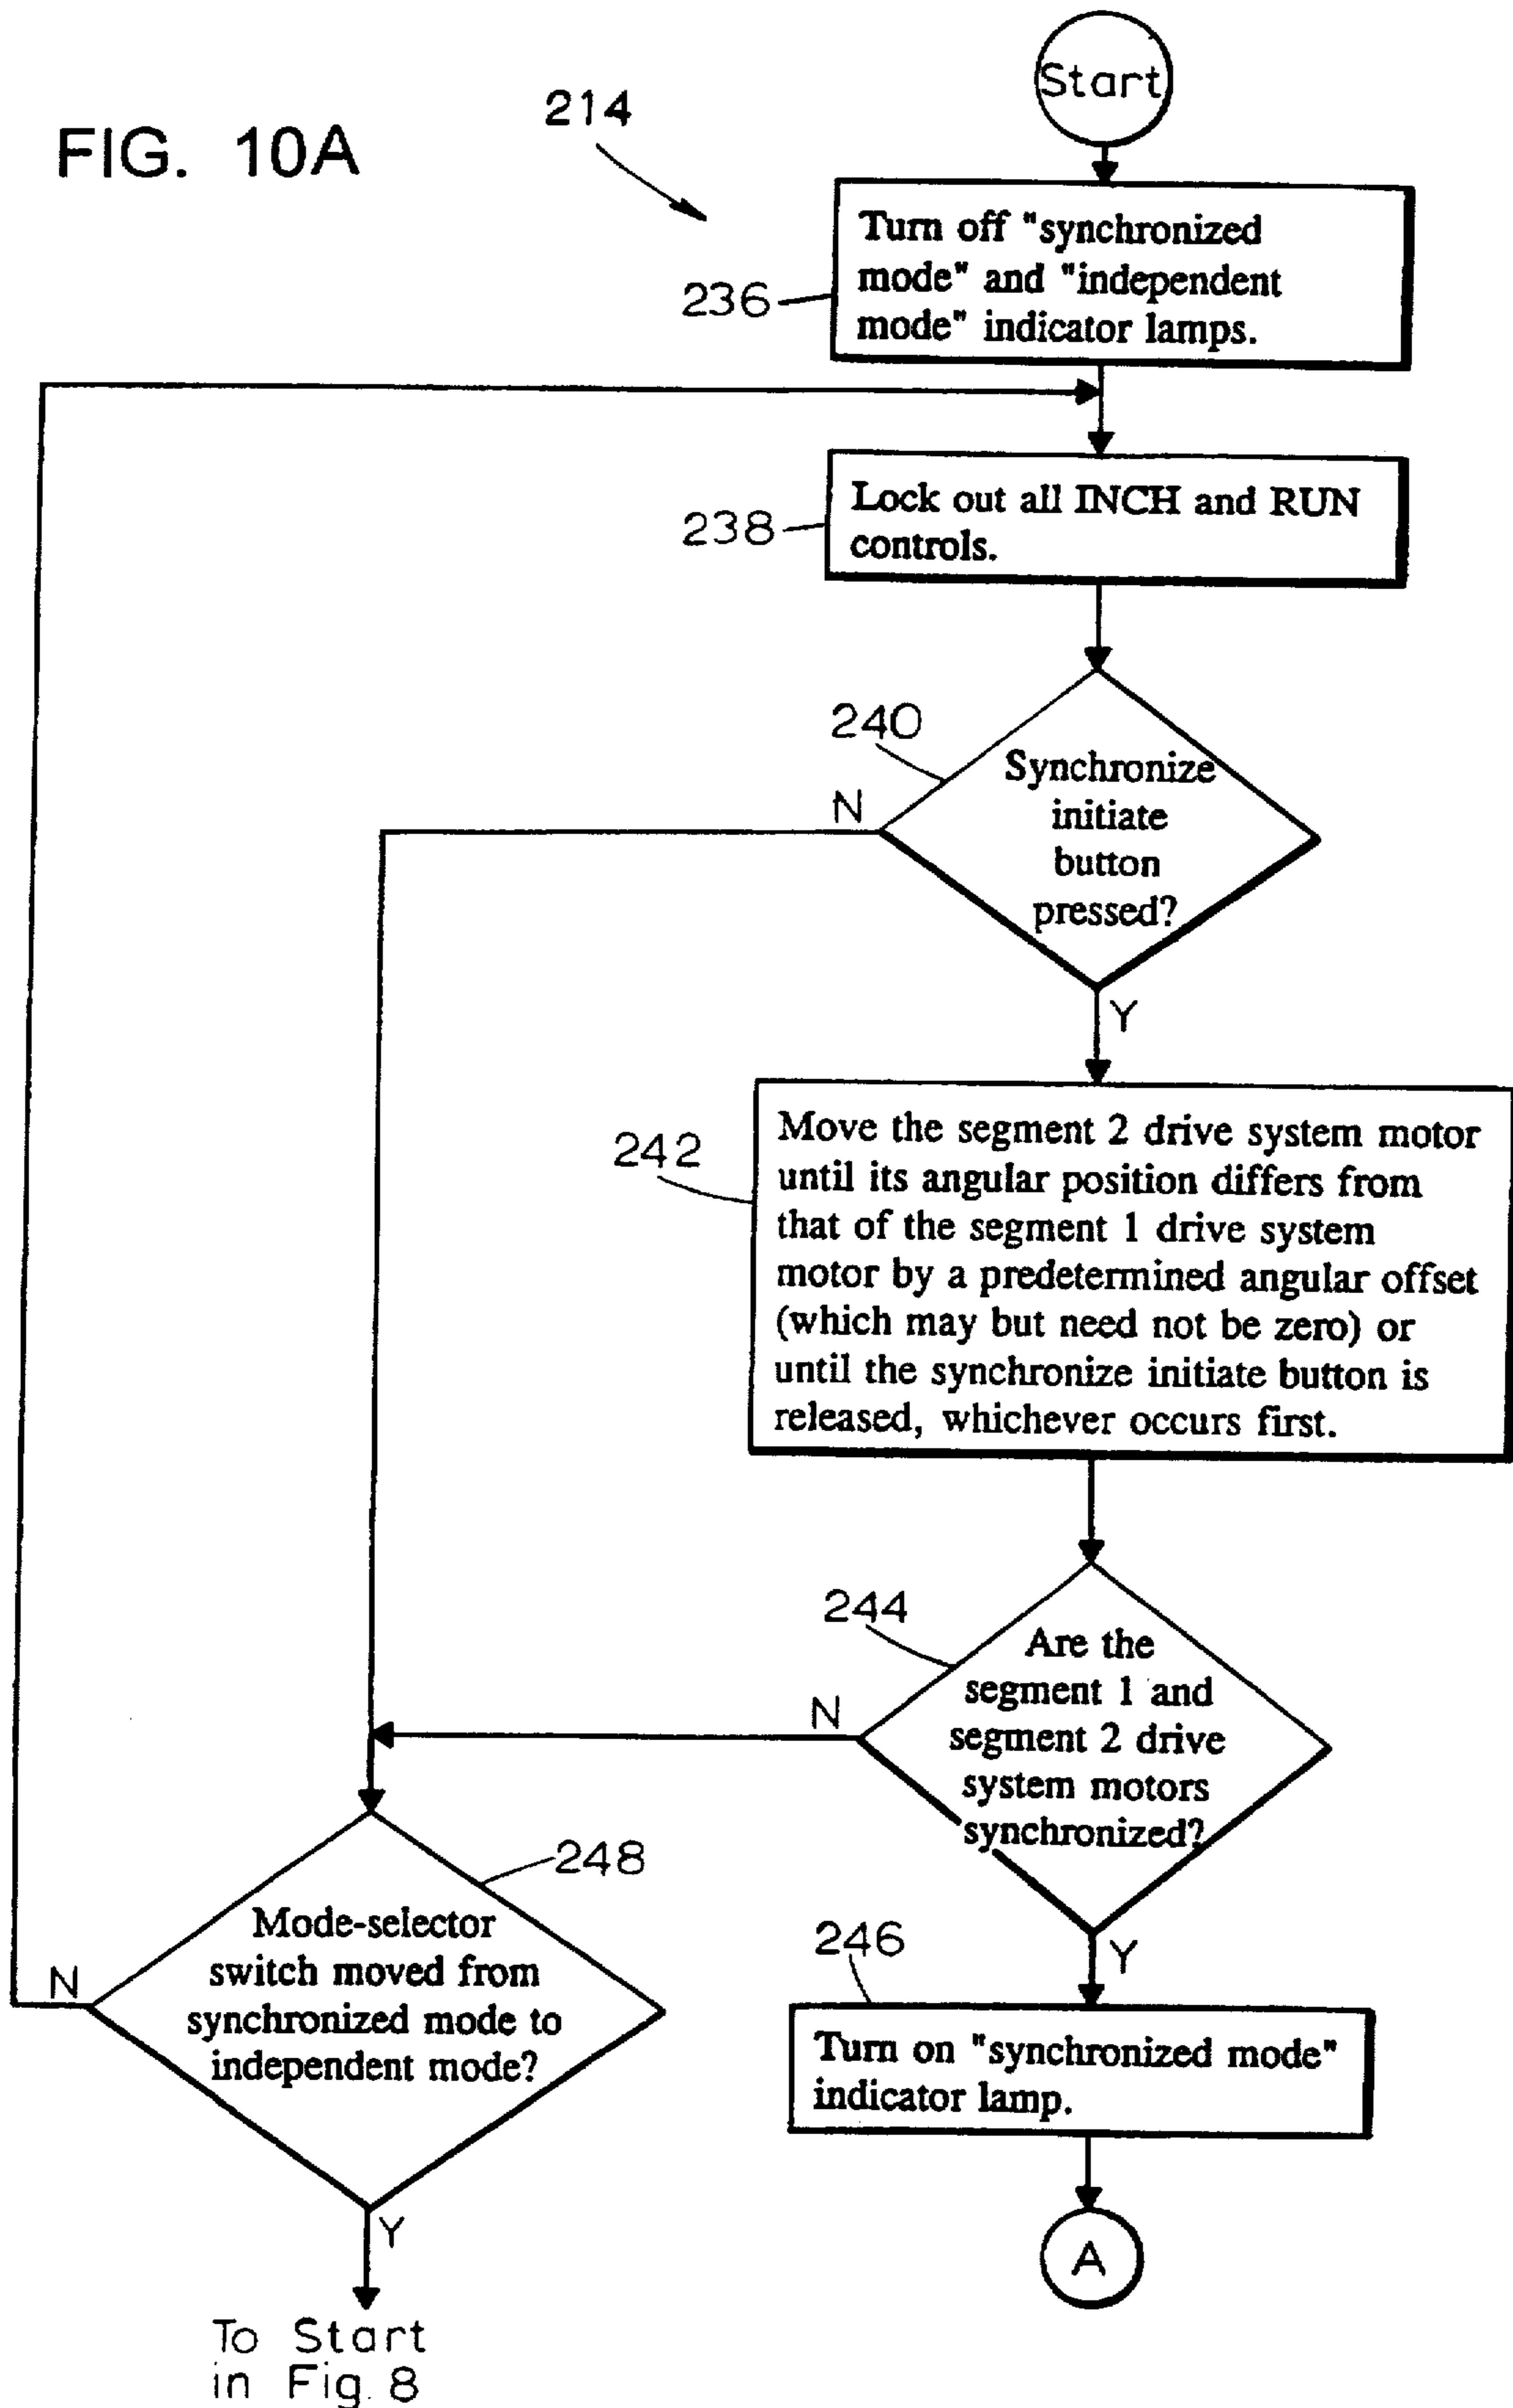 FIG. 10A
214
Start
236
Turn off "synchronized
mode" and "independent
mode" indicator lamps.
238
Lock out all INCH and RUN
controls.
240
Synchronize
initiate
button
pressed?
N
Y
242
Move the segment 2 drive system motor
until its angular position differs from
that of the segment 1 drive system
motor by a predetermined angular offset
(which may but need not be zero) or
until the synchronize initiate button is
released, whichever occurs first.
244
Are the
segment 1 and
segment 2 drive
system motors
synchronized?
N
Y
248
Mode-selector
switch moved from
synchronized mode to
independent mode?
N
Y
246
Turn on "synchronized mode"
indicator lamp.
A
To Start
in Fig. 8